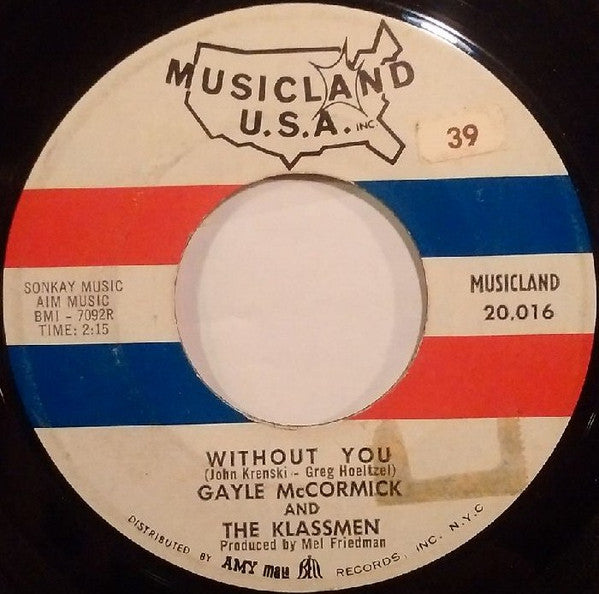 MUSICLAND
U.S.A. INC.
39
SONKAY MUSIC
AIM MUSIC
BMI - 7092R
TIME: 2:15
MUSICLAND
20,016
WITHOUT YOU
(John Krenski - Greg Hoeltzel)
GAYLE McCORMICK
AND
THE KLASSMEN
Produced by Mel Friedman
DISTRIBUTED BY AMY mala Bell RECORDS, INC. N.Y.C